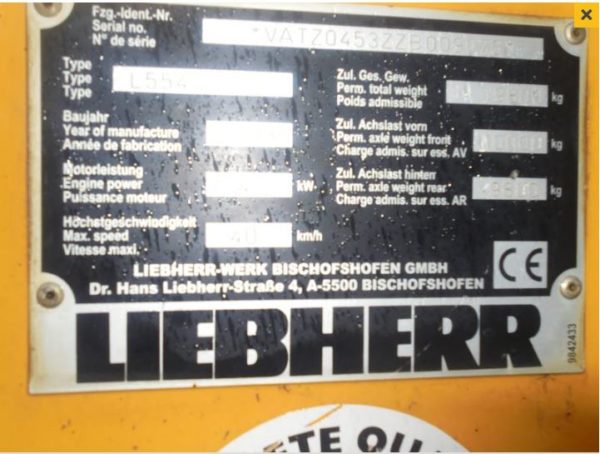 Fzg.-Ident.-Nr.
Serial no.
N° de série
Type
Type L554
Type
Baujahr
Year of manufacture
Année de fabrication
Motorleistung
Engine power kW
Puissance moteur
Höchstgeschwindigkeit
Max. speed 40 km/h
Vitesse maxi.
Zul. Ges. Gew.
Perm. total weight kg
Poids admissible
Zul. Achslast vorn
Perm. axle weight front kg
Charge admis. sur ess. AV
Zul. Achslast hinten
Perm. axle weight rear kg
Charge admis. sur ess. AR
LIEBHERR-WERK BISCHOFSHOFEN GMBH
Dr. Hans Liebherr-Straße 4, A-5500 BISCHOFSHOFEN
CE
LIEBHERR
9842433